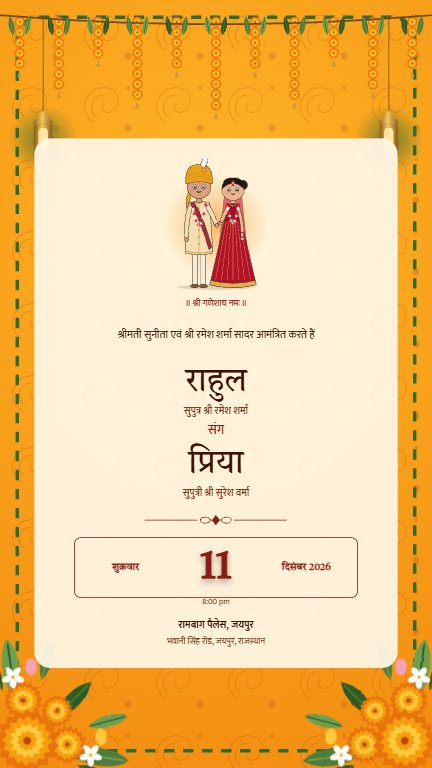 ॥ श्री गणेशाय नमः ॥
श्रीमती सुनीता एवं श्री रमेश शर्मा सादर आमंत्रित करते हैं
राहुल
सुपुत्र श्री रमेश शर्मा
संग
प्रिया
सुपुत्री श्री सुरेश वर्मा
शुक्रवार 11 दिसंबर 2026
8:00 pm
रामबाग पैलेस, जयपुर
भवानी सिंह रोड, जयपुर, राजस्थान